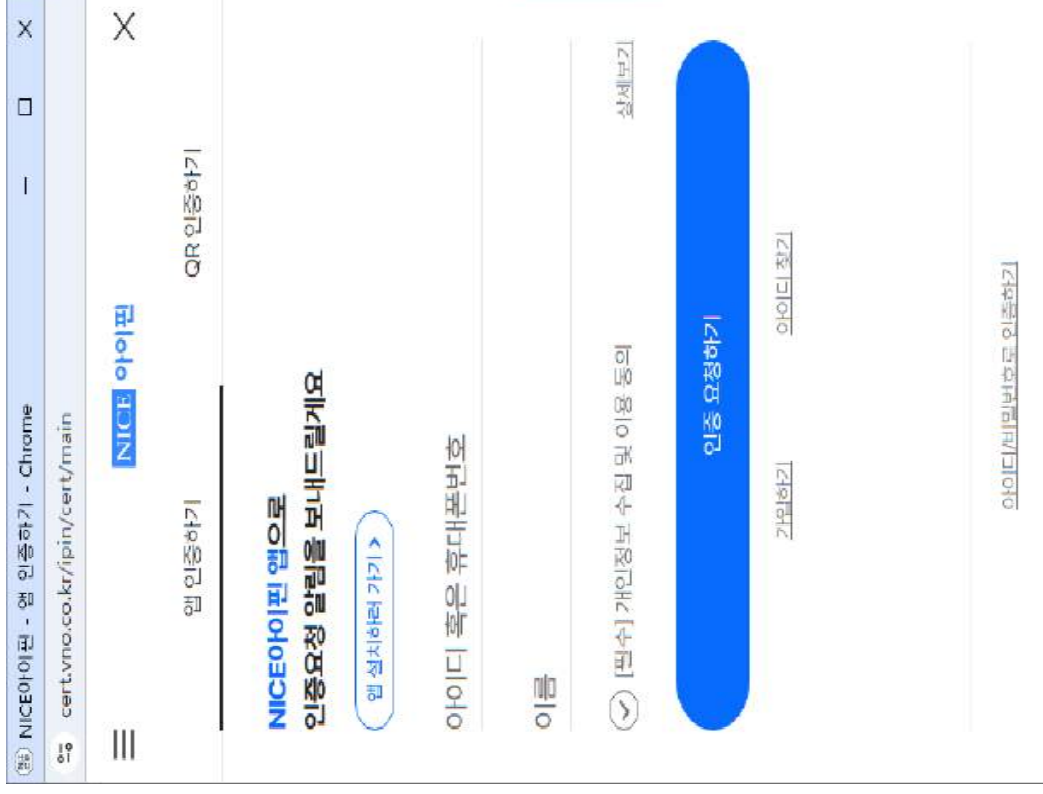 NICE아이핀 - 앱 인증하기 - Chrome
cert.vno.co.kr/ipin/cert/main
NICE 아이핀
앱 인증하기 QR 인증하기
NICE아이핀 앱으로
인증요청 알림을 보내드릴게요
앱 설치하러 가기 >
아이디 혹은 휴대폰번호
이름
[필수] 개인정보 수집 및 이용 동의 상세보기
인증 요청하기
가입하기 아이디 찾기
아이디/비밀번호로 인증하기